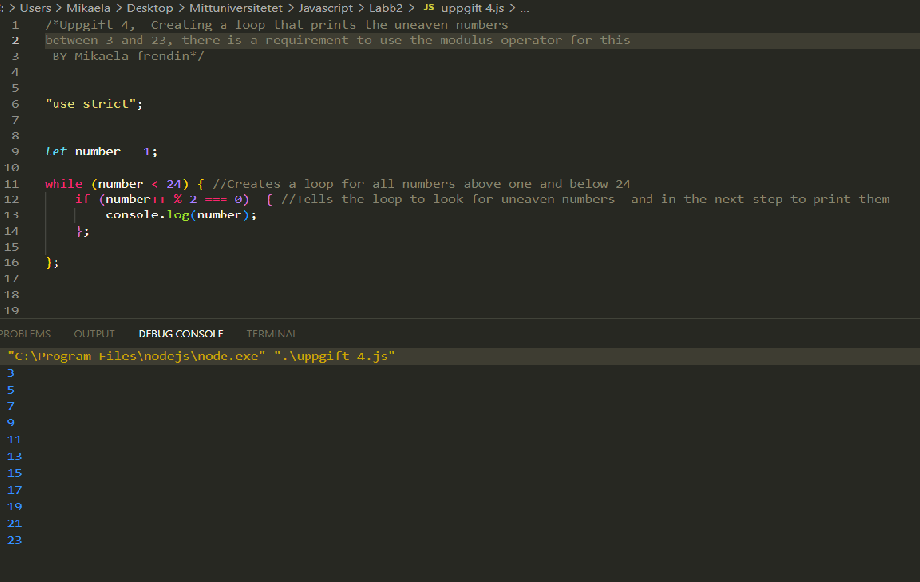 : > Users > Mikaela > Desktop > Mittuniversitetet > Javascript > Labb2 > JS uppgift 4.js > ...
1 /*Uppgift 4, Creating a loop that prints the uneaven numbers
2 between 3 and 23, there is a requirement to use the modulus operator for this
3 BY Mikaela frendin*/
4
5
6 "use strict";
7
8
9 let number = 1;
10
11 while (number < 24) { //Creates a loop for all numbers above one and below 24
12 if (number++ % 2 === 0) { //Tells the loop to look for uneaven numbers and in the next step to print them
13 console.log(number);
14 };
15
16 };
17
18
19
PROBLEMS OUTPUT DEBUG CONSOLE TERMINAL
"C:\Program Files\nodejs\node.exe" ".\uppgift 4.js"
3
5
7
9
11
13
15
17
19
21
23